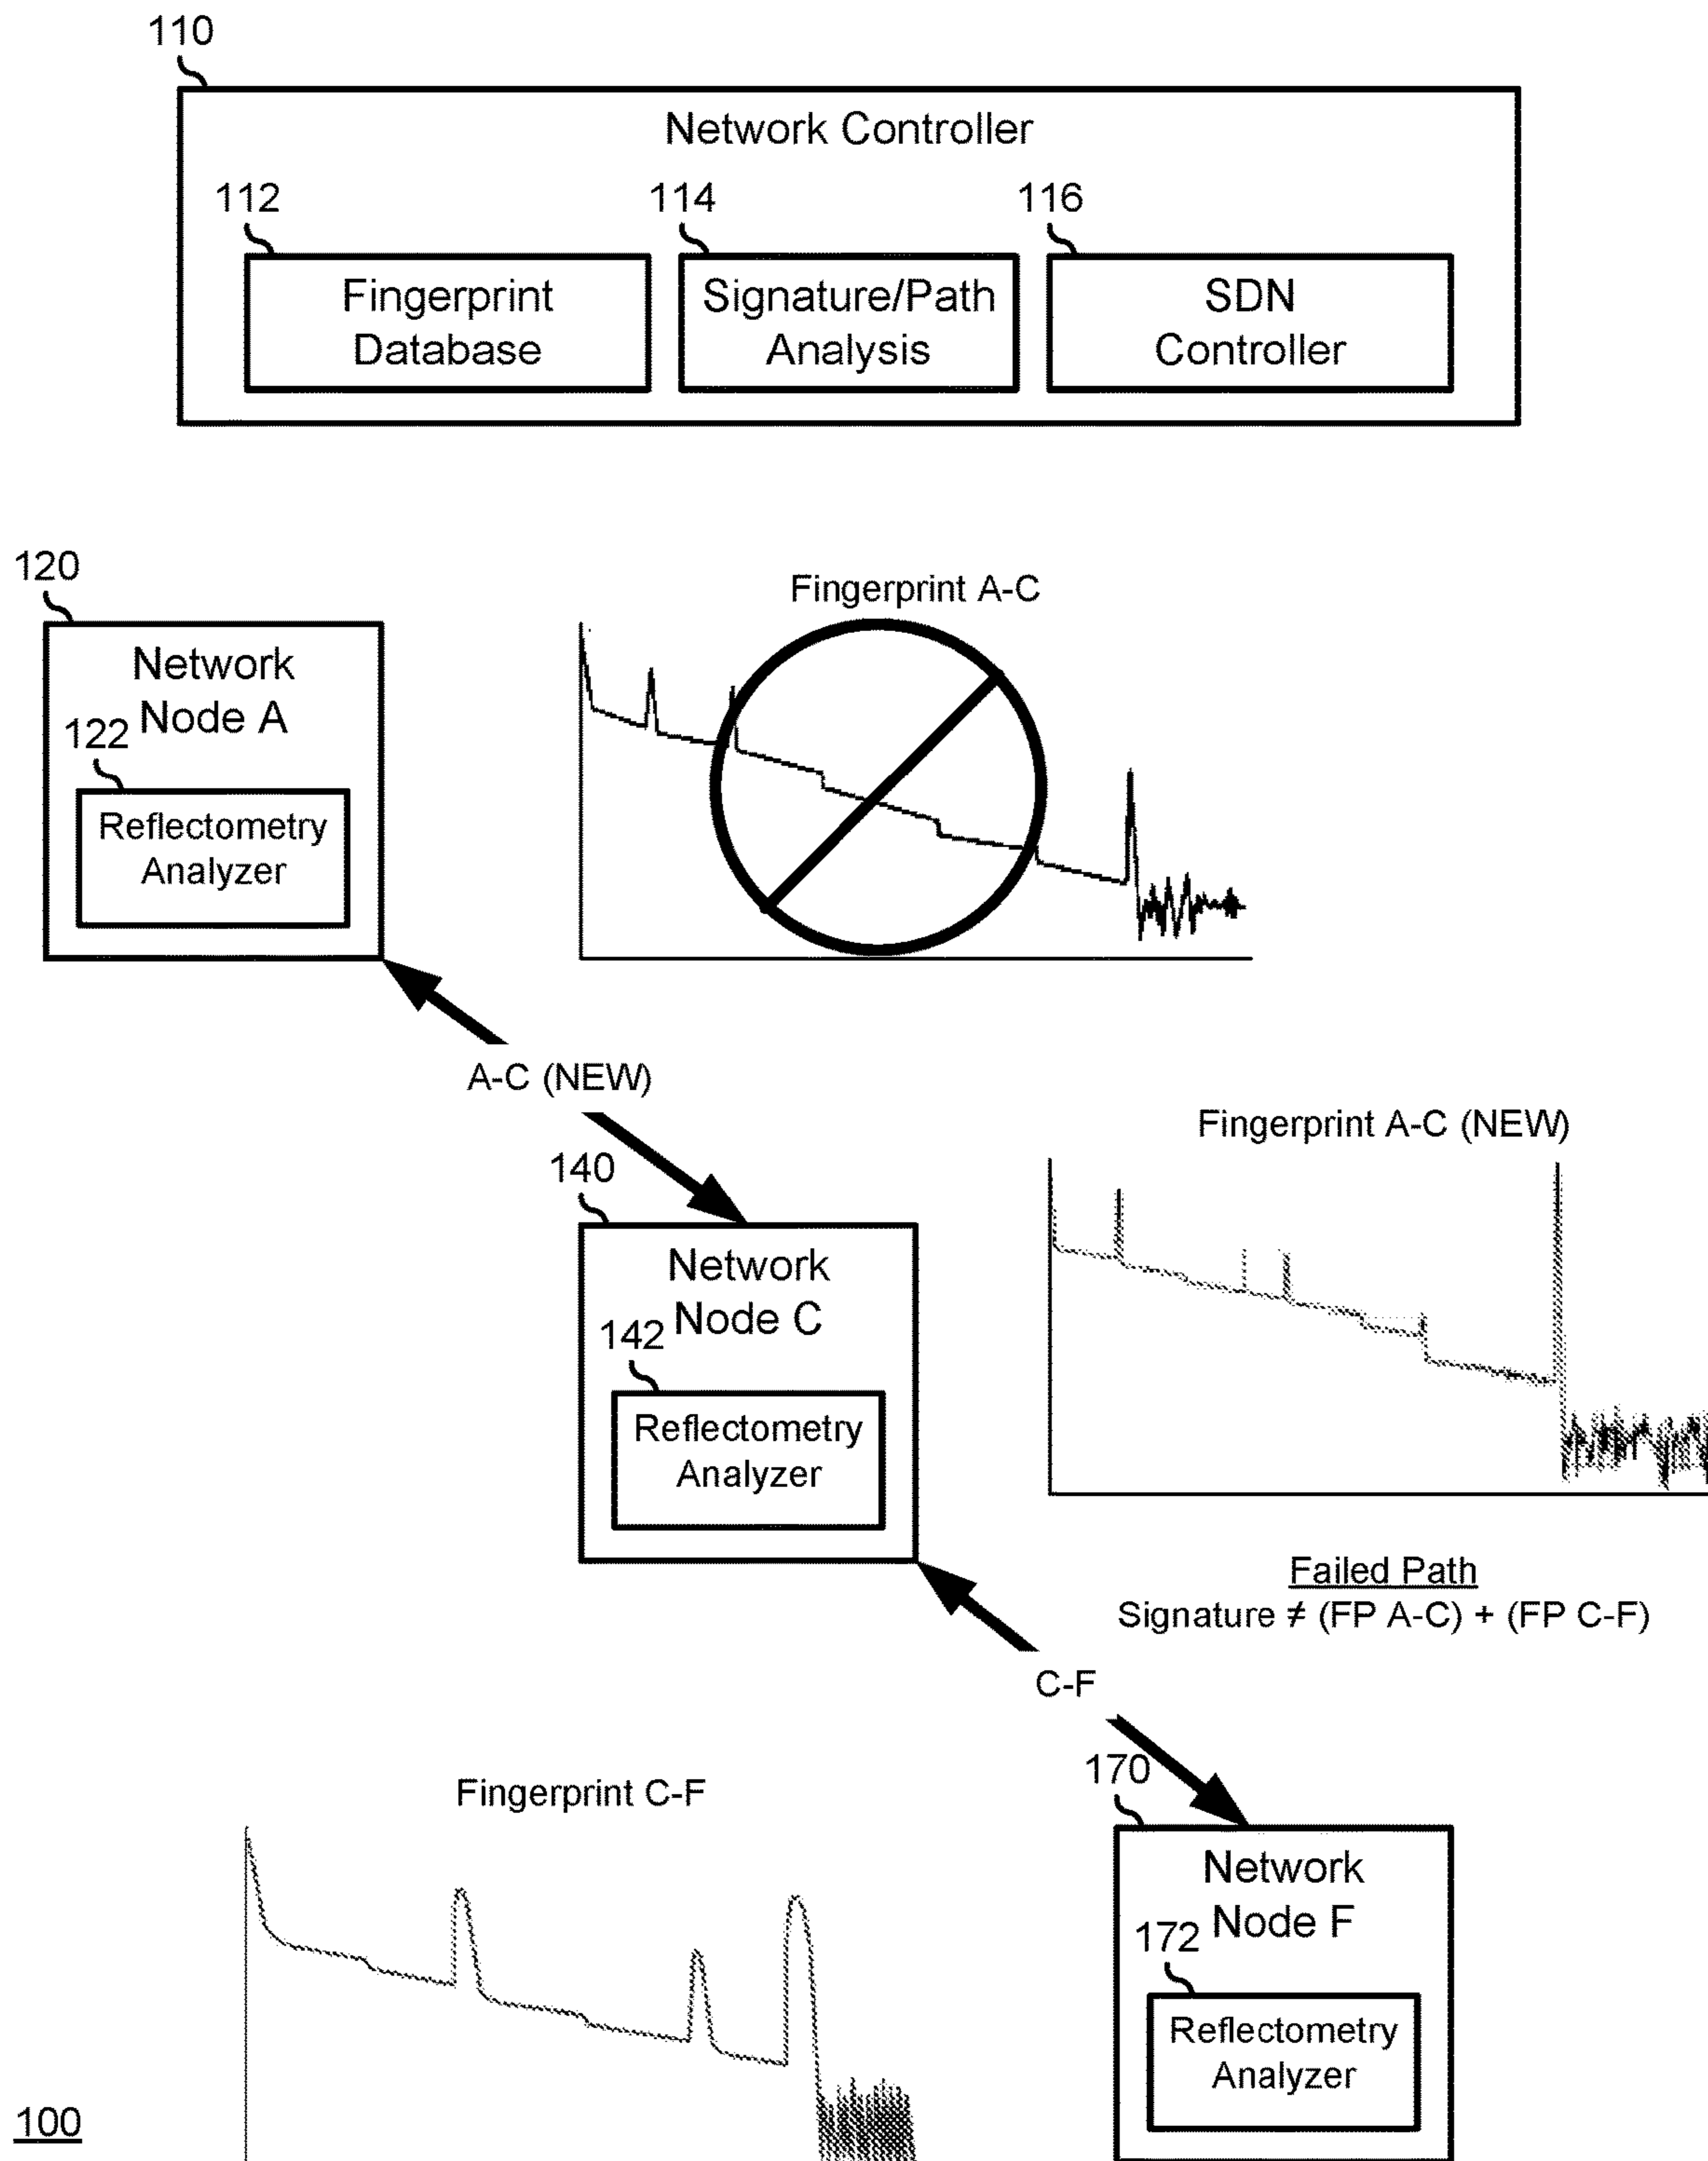 110
Network Controller
112
114
116
Fingerprint
Database
Signature/Path
Analysis
SDN
Controller
120
Network
Node A
122
Reflectometry
Analyzer
Fingerprint A-C
A-C (NEW)
140
Network
Node C
142
Reflectometry
Analyzer
Fingerprint A-C (NEW)
Failed Path
Signature ≠ (FP A-C) + (FP C-F)
C-F
170
Network
Node F
172
Reflectometry
Analyzer
Fingerprint C-F
100